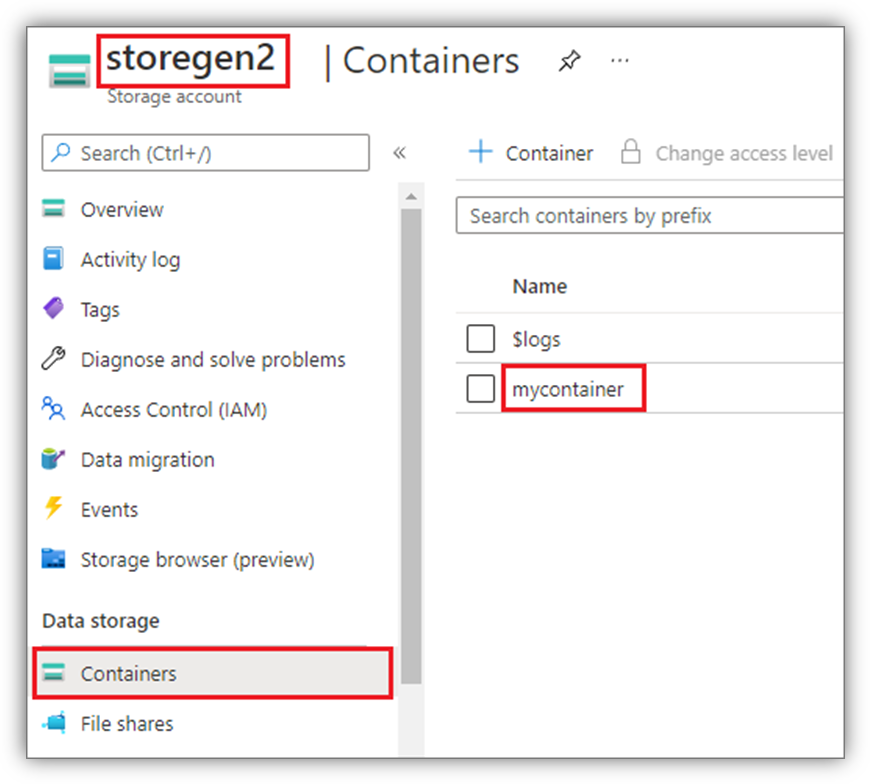 storegen2 | Containers ...
Storage account
Search (Ctrl+/)
«
Overview
Activity log
Tags
Diagnose and solve problems
Access Control (IAM)
Data migration
Events
Storage browser (preview)
Data storage
Containers
File shares
+ Container
Change access level
Search containers by prefix
Name
$logs
mycontainer